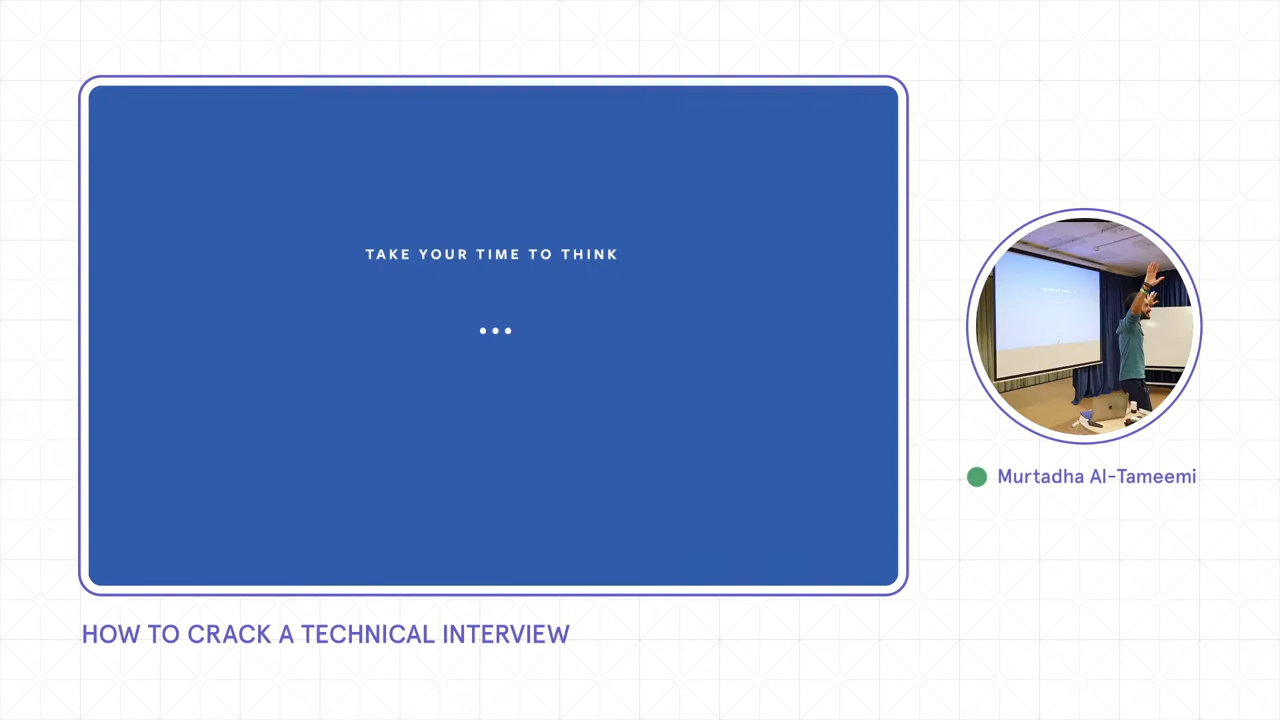 TAKE YOUR TIME TO THINK
•••
Murtadha Al-Tameemi
HOW TO CRACK A TECHNICAL INTERVIEW